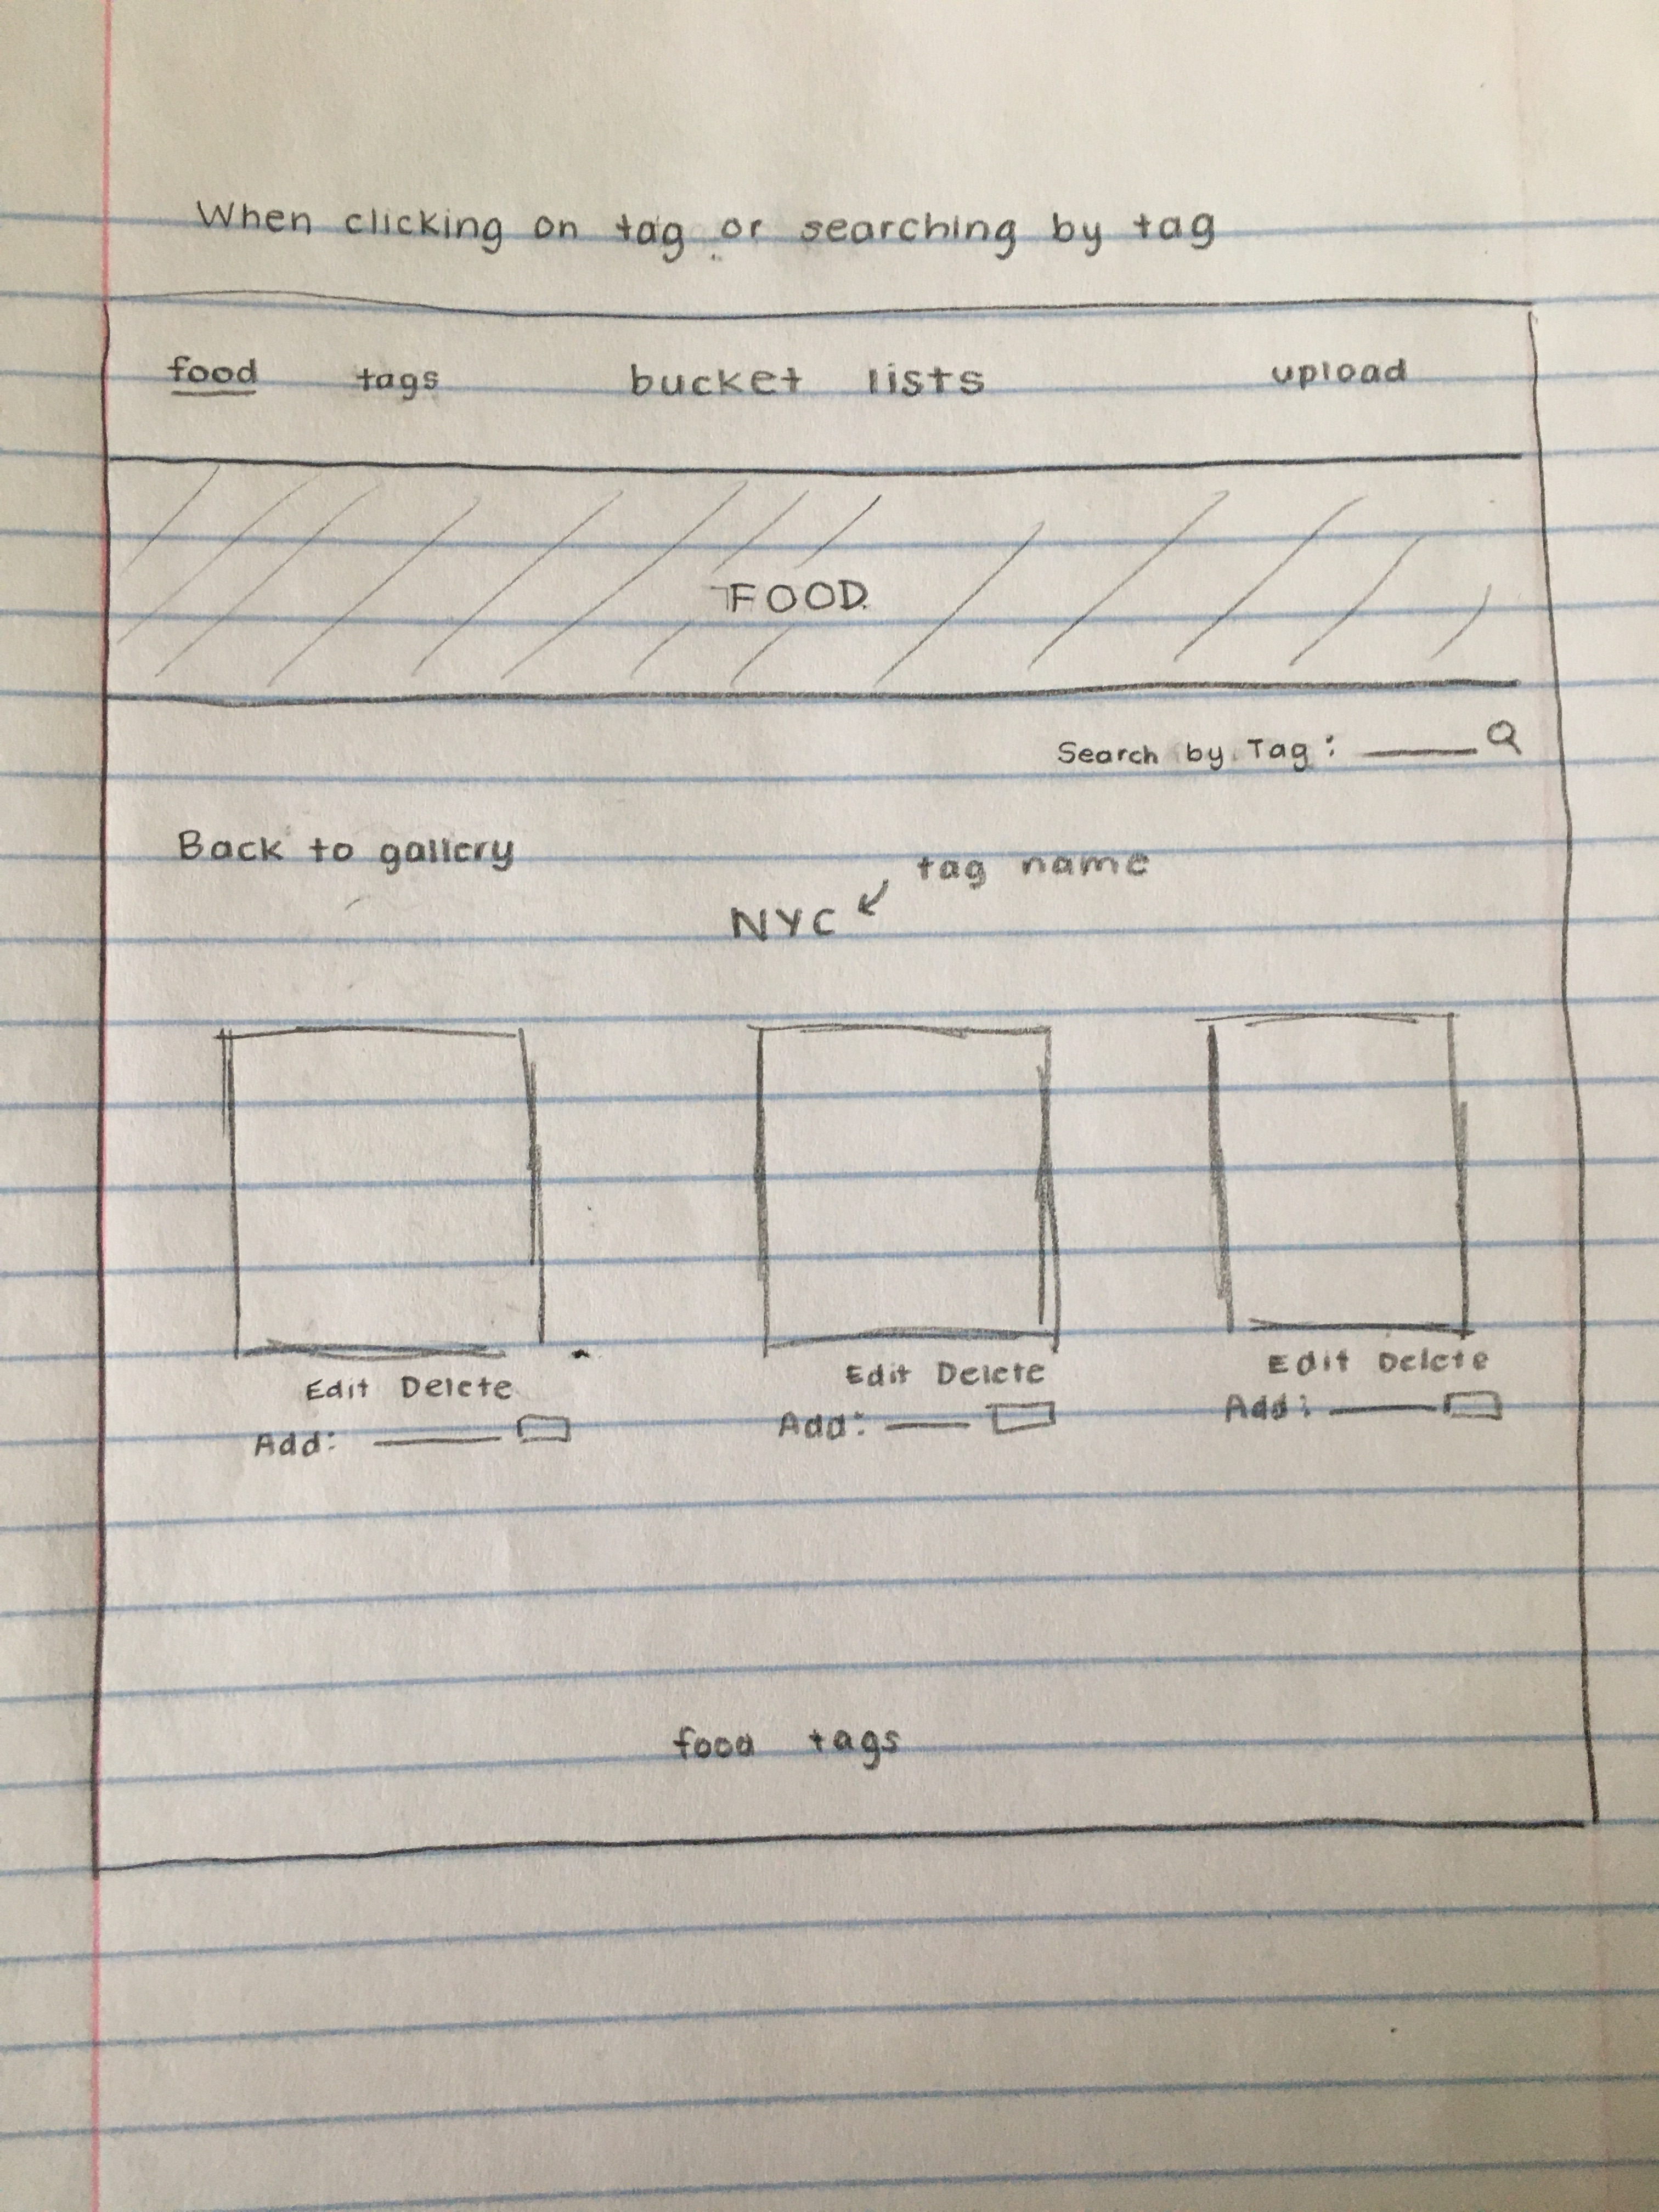 When clicking on tag or searching by tag
food tags bucket lists upload
FOOD
Search by Tag:
Back to gallery
tag name
NYC
Edit Delete Edit Delete Edit Delete
Add: Add: Add:
food tags